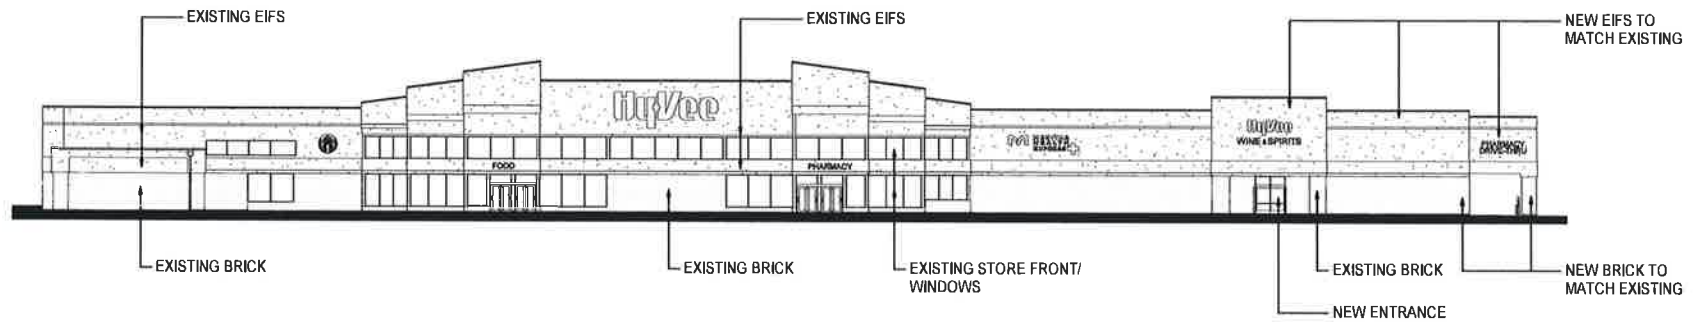 EXISTING EIFS
EXISTING EIFS
NEW EIFS TO
MATCH EXISTING
HyVee
HyVee
WINE & SPIRITS
FOOD
PHARMACY
EXISTING BRICK
EXISTING BRICK
EXISTING STORE FRONT/
WINDOWS
EXISTING BRICK
NEW BRICK TO
MATCH EXISTING
NEW ENTRANCE